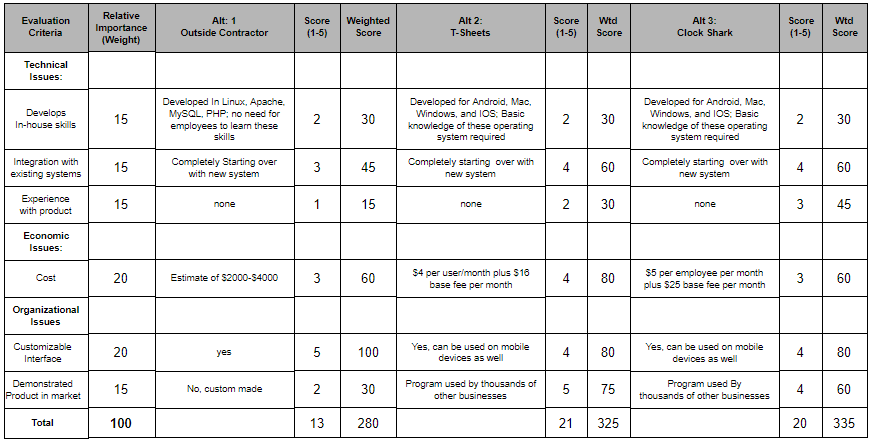 Evaluation Criteria | Relative Importance (Weight) | Alt: 1 Outside Contractor | Score (1-5) | Weighted Score | Alt 2: T-Sheets | Score (1-5) | Wtd Score | Alt 3: Clock Shark | Score (1-5) | Wtd Score
Technical Issues:
Develops In-house skills | 15 | Developed In Linux, Apache, MySQL, PHP; no need for employees to learn these skills | 2 | 30 | Developed for Android, Mac, Windows, and IOS; Basic knowledge of these operating system required | 2 | 30 | Developed for Android, Mac, Windows, and IOS; Basic knowledge of these operating system required | 2 | 30
Integration with existing systems | 15 | Completely Starting over with new system | 3 | 45 | Completely starting over with new system | 4 | 60 | Completely starting over with new system | 4 | 60
Experience with product | 15 | none | 1 | 15 | none | 2 | 30 | none | 3 | 45
Economic Issues:
Cost | 20 | Estimate of $2000-$4000 | 3 | 60 | $4 per user/month plus $16 base fee per month | 4 | 80 | $5 per employee per month plus $25 base fee per month | 3 | 60
Organizational Issues
Customizable Interface | 20 | yes | 5 | 100 | Yes, can be used on mobile devices as well | 4 | 80 | Yes, can be used on mobile devices as well | 4 | 80
Demonstrated Product in market | 15 | No, custom made | 2 | 30 | Program used by thousands of other businesses | 5 | 75 | Program used By thousands of other businesses | 4 | 60
Total | 100 | 13 | 280 | 21 | 325 | 20 | 335